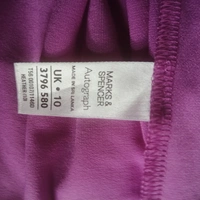 MARKS &
SPENCER
Autograph
MADE IN SRI LANKA
UK • 10
3796 580